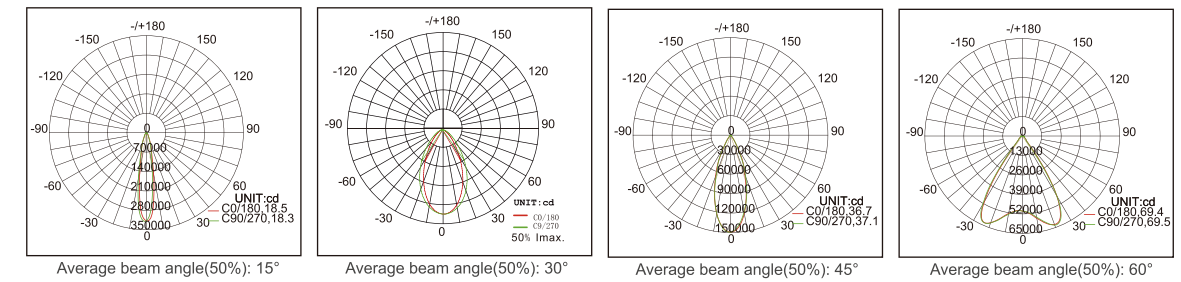 -/+180
-150 150
-120 120
-90 90
-60 60
-30 30
0
0
70000
140000
210000
280000
350000
UNIT:cd
C0/180,18.5
C90/270,18.3
Average beam angle(50%): 15°
-/+180
-150 150
-120 120
-90 90
-60 60
-30 30
0
UNIT:cd
C0/180
C9/270
50% Imax.
Average beam angle(50%): 30°
-/+180
-150 150
-120 120
-90 90
-60 60
-30 30
0
0
30000
60000
90000
120000
150000
UNIT:cd
C0/180,36.7
C90/270,37.1
Average beam angle(50%): 45°
-/+180
-150 150
-120 120
-90 90
-60 60
-30 30
0
0
13000
26000
39000
52000
65000
UNIT:cd
C0/180,69.4
C90/270,69.5
Average beam angle(50%): 60°